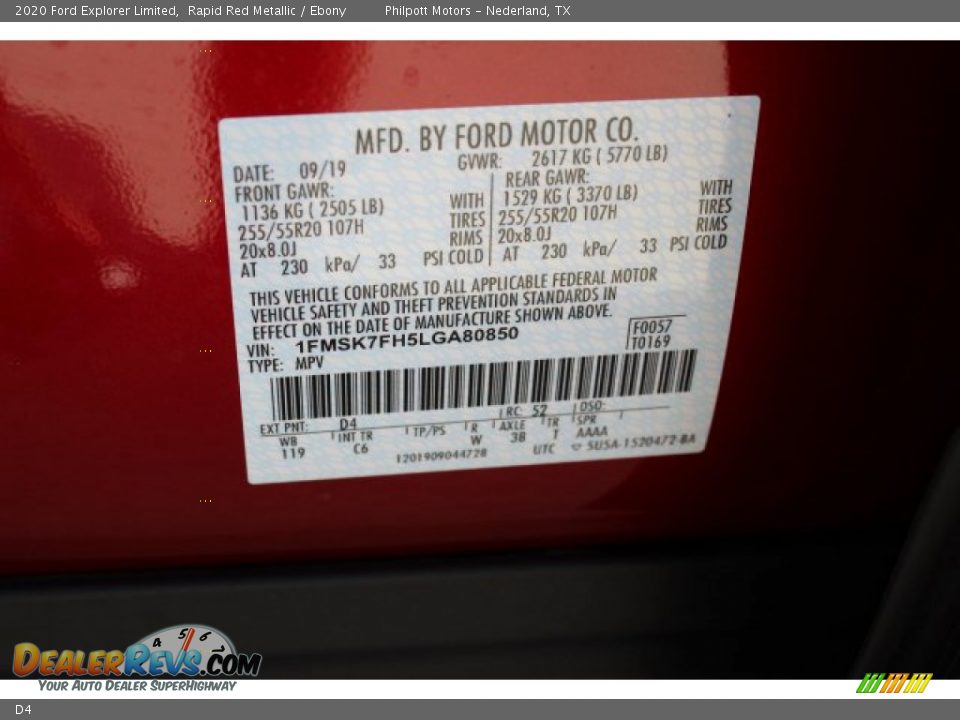 2020 Ford Explorer Limited, Rapid Red Metallic / Ebony Philpott Motors – Nederland, TX
MFD. BY FORD MOTOR CO.
DATE: 09/19 GVWR: 2617 KG ( 5770 LB)
FRONT GAWR: REAR GAWR:
1136 KG ( 2505 LB) WITH 1529 KG ( 3370 LB) WITH
255/55R20 107H TIRES 255/55R20 107H TIRES
20x8.0J RIMS 20x8.0J RIMS
AT 230 kPa/ 33 PSI COLD AT 230 kPa/ 33 PSI COLD
THIS VEHICLE CONFORMS TO ALL APPLICABLE FEDERAL MOTOR
VEHICLE SAFETY AND THEFT PREVENTION STANDARDS IN
EFFECT ON THE DATE OF MANUFACTURE SHOWN ABOVE.
VIN: 1FMSK7FH5LGA80850 F0057
TYPE: MPV T0169
EXT PNT: D4 RC: 52 DSO:
WB INT TR TP/PS R AXLE TR SPR
119 C6 W 3B T AAAA
1201909044728 UTC SU5A-1520472-BA
4 5 6
DealerRevs.com
Your Auto Dealer SuperHighway
D4